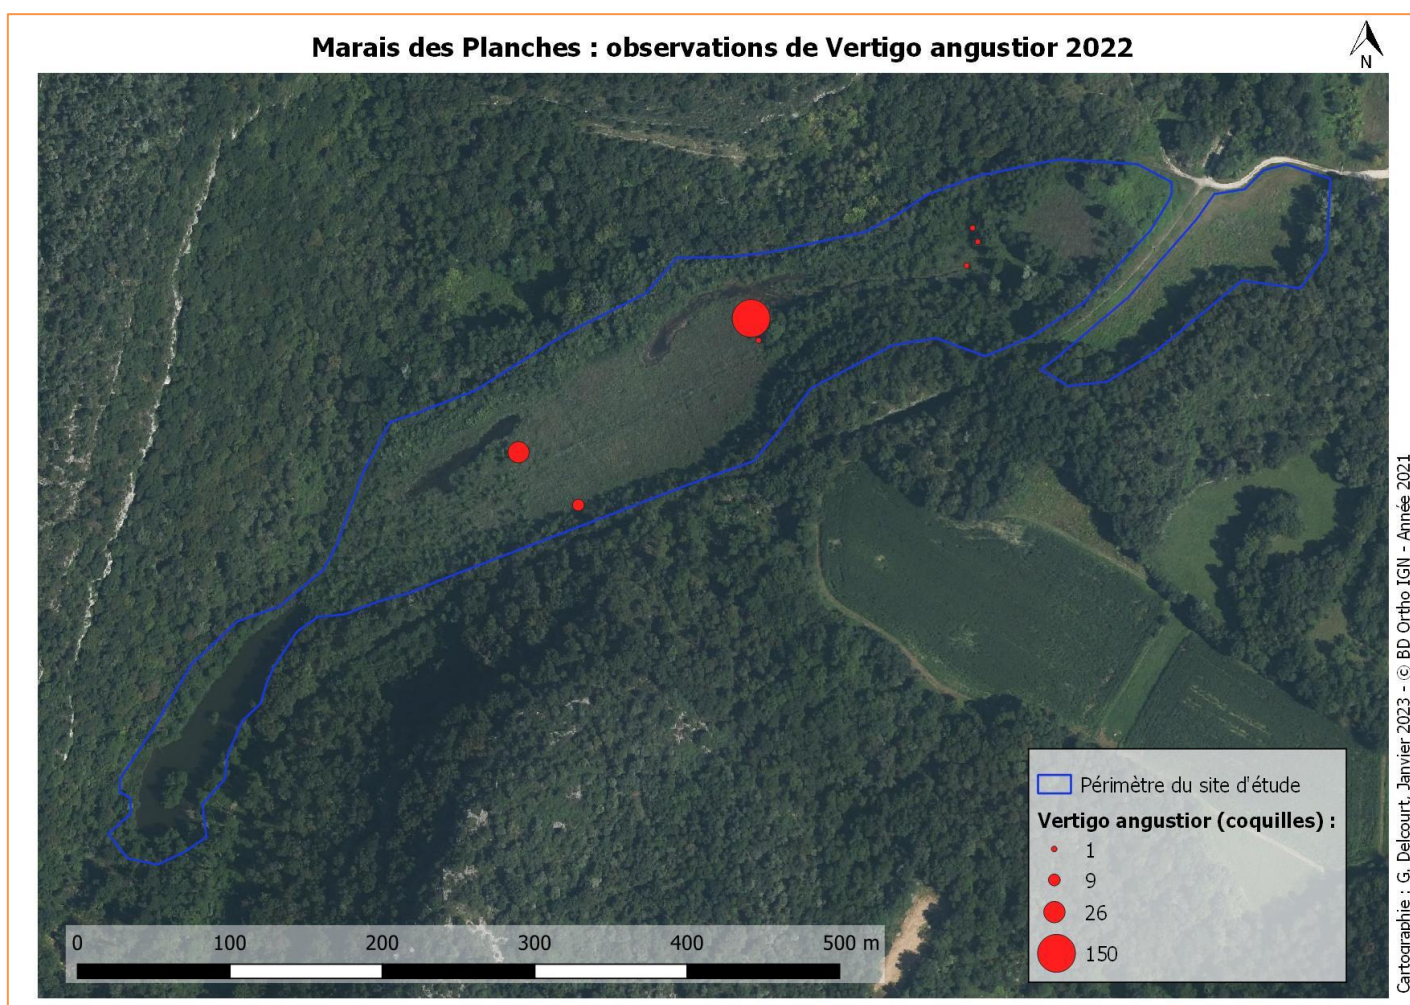 Marais des Planches : observations de Vertigo angustior 2022
N
Périmètre du site d'étude
Vertigo angustior (coquilles) :
1
9
26
150
0 100 200 300 400 500 m
Cartographie : G. Delcourt. Janvier 2023 - © BD Ortho IGN - Année 2021